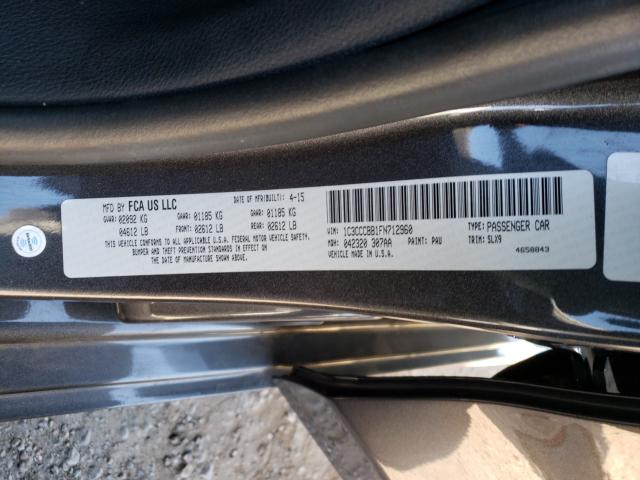 MFD BY FCA US LLC DATE OF MFR(BUILT): 4-15
GVWR: 02092 KG GAWR: 01185 KG GAWR: 01185 KG
04612 LB FRONT: 02612 LB REAR: 02612 LB
THIS VEHICLE CONFORMS TO ALL APPLICABLE U.S.A. FEDERAL MOTOR VEHICLE SAFETY,
BUMPER AND THEFT PREVENTION STANDARDS IN EFFECT ON
THE DATE OF MANUFACTURE SHOWN ABOVE.
VIN: 1C3CCCBB1FN712960 TYPE: PASSENGER CAR
MDH: 042320 307AA PAINT: PAU TRIM: SLX9
VEHICLE MADE IN U.S.A. 4658843